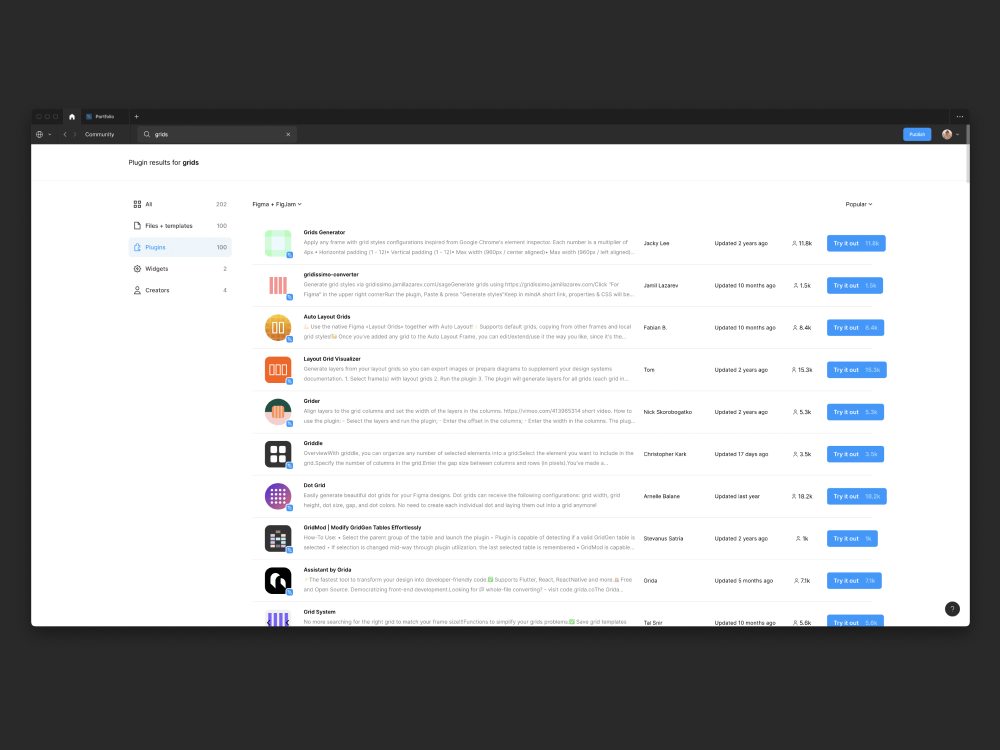 Portfolio
+
Community
grids
Publish
Plugin results for grids
All 202
Files + templates 100
Plugins 100
Widgets 2
Creators 4
Figma + FigJam
Popular
Grids Generator
Apply any frame with grid styles configurations inspired from Google Chrome's element inspector. Each number is a multiplier of
4px.• Horizontal padding (1 - 12)• Vertical padding (1 - 12)• Max width (960px / center aligned)• Max width (960px / left aligned)...
Jacky Lee
Updated 2 years ago
11.8k
Try it out 11.8k
gridissimo-converter
Generate grid styles via gridissimo.jamillazarev.comUsageGenerate grids using https://gridissimo.jamillazarev.com/Click "For
Figma" in the upper right cornerRun the plugin, Paste & press "Generate styles"Keep in mindA short link, properties & CSS will be...
Jamil Lazarev
Updated 10 months ago
1.5k
Try it out 1.5k
Auto Layout Grids
Use the native Figma «Layout Grids» together with Auto Layout! Supports default grids, copying from other frames and local
grid styles! Once you've added any grid to the Auto Layout Frame, you can edit/extend/use it the way you like, since it's the...
Fabian B.
Updated 10 months ago
8.4k
Try it out 8.4k
Layout Grid Visualizer
Generate layers from your layout grids so you can export images or prepare diagrams to supplement your design systems
documentation. 1. Select frame(s) with layout grids 2. Run the plugin 3. The plugin will generate layers for all grids (each grid in...
Tom
Updated 2 years ago
15.3k
Try it out 15.3k
Grider
Align layers to the grid columns and set the width of the layers in the columns. https://vimeo.com/413965314 short video. How to
use the plugin: - Select the layers and run the plugin; - Enter the offset in the columns; - Enter the width in the columns. The plug...
Nick Skorobogatko
Updated 2 years ago
5.3k
Try it out 5.3k
Griddle
OverviewWith griddle, you can organize any number of selected elements into a grid:Select the element you want to include in the
grid.Specify the number of columns in the grid.Enter the gap size between columns and rows (in pixels).You've made a...
Christopher Kark
Updated 17 days ago
3.5k
Try it out 3.5k
Dot Grid
Easily generate beautiful dot grids for your Figma designs. Dot grids can receive the following configurations: grid width, grid
height, dot size, gap, and dot colors. No need to create each individual dot and laying them out into a grid anymore!
Arnelle Balane
Updated last year
18.2k
Try it out 18.2k
GridMod | Modify GridGen Tables Effortlessly
How-To Use: • Select the parent group of the table and launch the plugin • Plugin is capable of detecting if a valid GridGen table is
selected • If selection is changed mid-way through plugin utilization, the last selected table is remembered • GridMod is capable...
Stevanus Satria
Updated 2 years ago
1k
Try it out 1k
Assistant by Grida
The fastest tool to transform your design into developer-friendly code.✅ Supports Flutter, React, ReactNative and more. Free
and Open Source. Democratizing front-end development.Looking for whole-file converting? - visit code.grida.coThe Grida...
Grida
Updated 5 months ago
7.1k
Try it out 7.1k
Grid System
No more searching for the right grid to match your frame size!!Functions to simplify your grids problems:✅ Save grid templates
Tal Snir
Updated 10 months ago
5.6k
Try it out 5.6k
?